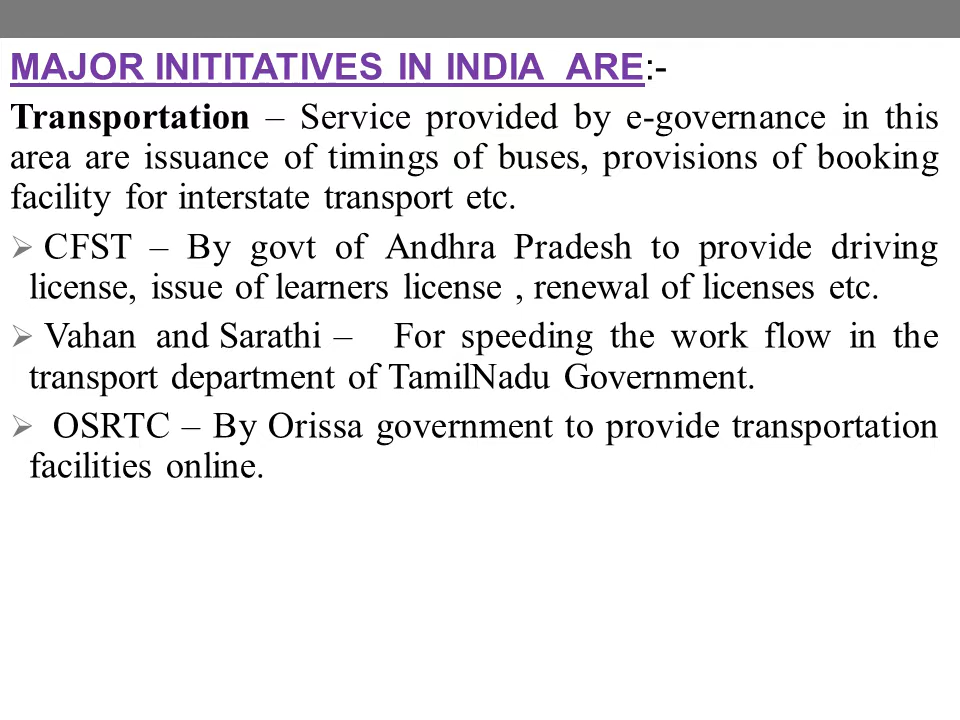 MAJOR INITITATIVES IN INDIA ARE:-
Transportation – Service provided by e-governance in this
area are issuance of timings of buses, provisions of booking
facility for interstate transport etc.
➢ CFST – By govt of Andhra Pradesh to provide driving
license, issue of learners license , renewal of licenses etc.
➢ Vahan and Sarathi – For speeding the work flow in the
transport department of TamilNadu Government.
➢ OSRTC – By Orissa government to provide transportation
facilities online.